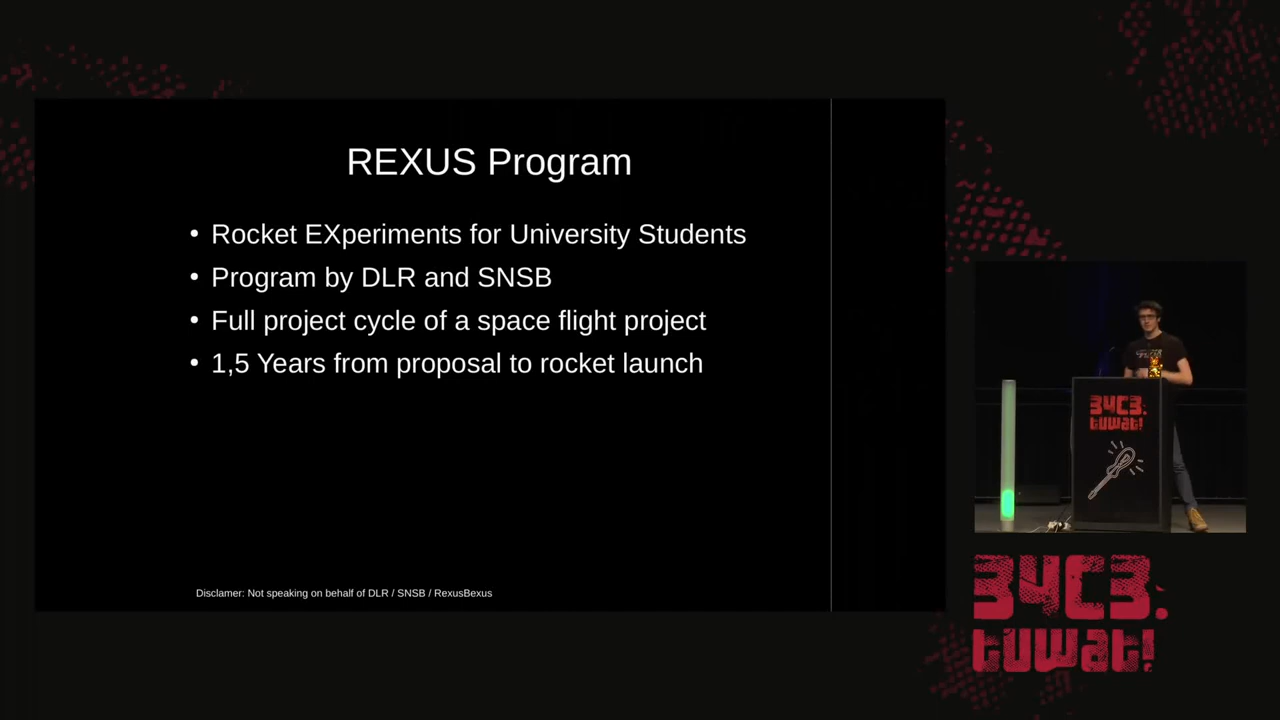 REXUS Program
• Rocket EXperiments for University Students
• Program by DLR and SNSB
• Full project cycle of a space flight project
• 1,5 Years from proposal to rocket launch
Disclamer: Not speaking on behalf of DLR / SNSB / RexusBexus
34C3.
tuwat!
34C3.
tuwat!